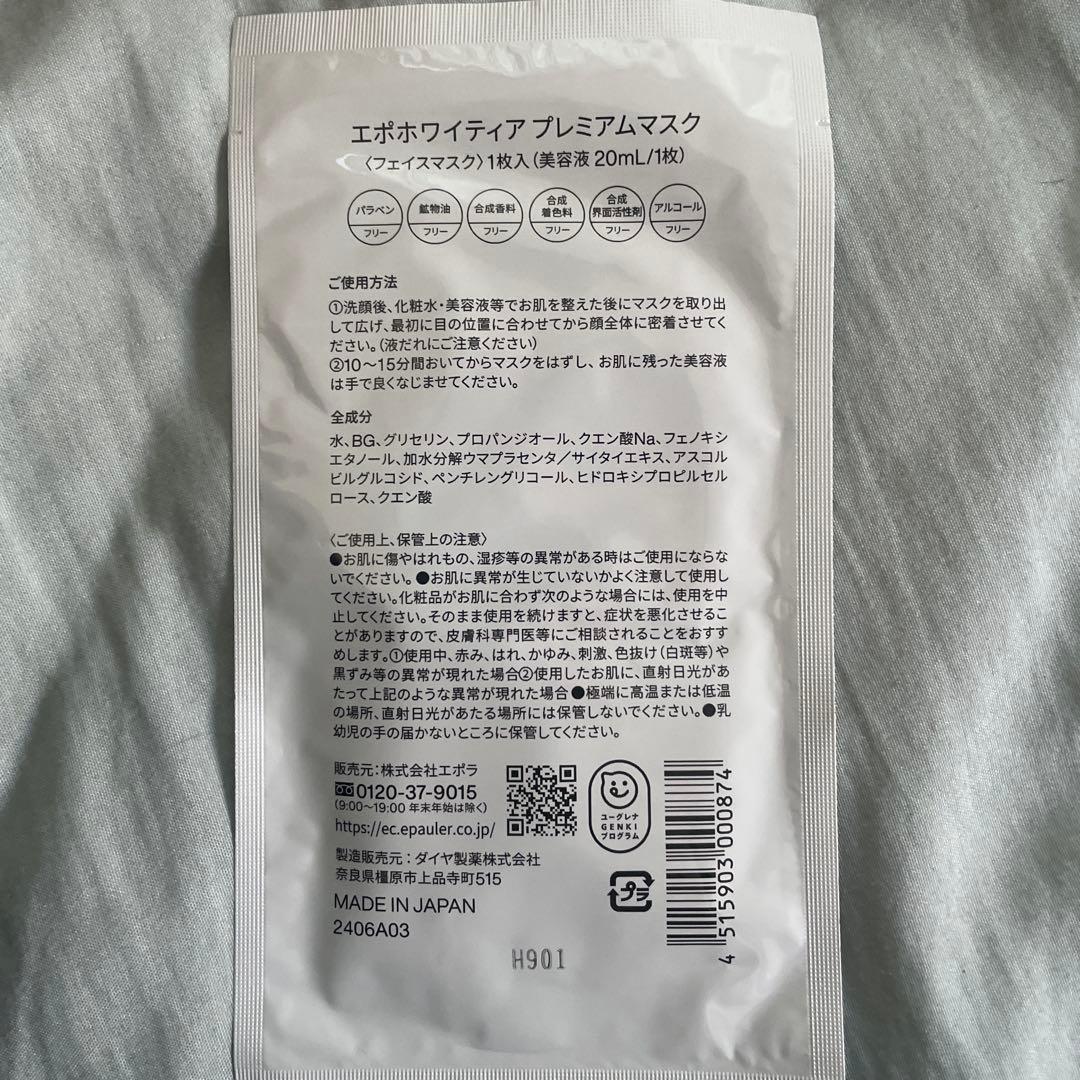 エポホワイティア プレミアムマスク
〈フェイスマスク〉1枚入（美容液 20mL/1枚）
パラベン フリー
鉱物油 フリー
合成香料 フリー
合成着色料 フリー
合成界面活性剤 フリー
アルコール フリー
ご使用方法
①洗顔後、化粧水・美容液等でお肌を整えた後にマスクを取り出
して広げ、最初に目の位置に合わせてから顔全体に密着させてく
ださい。（液だれにご注意ください）
②10～15分間おいてからマスクをはずし、お肌に残った美容液
は手で良くなじませてください。
全成分
水、BG、グリセリン、プロパンジオール、クエン酸Na、フェノキシ
エタノール、加水分解ウマプラセンタ／サイタイエキス、アスコル
ビルグルコシド、ペンチレングリコール、ヒドロキシプロピルセル
ロース、クエン酸
〈ご使用上、保管上の注意〉
●お肌に傷やはれもの、湿疹等の異常がある時はご使用にならな
いでください。●お肌に異常が生じていないかよく注意して使用し
てください。化粧品がお肌に合わず次のような場合には、使用を中
止してください。そのまま使用を続けますと、症状を悪化させるこ
とがありますので、皮膚科専門医等にご相談されることをおすす
めします。①使用中、赤み、はれ、かゆみ、刺激、色抜け（白斑等）や
黒ずみ等の異常が現れた場合②使用したお肌に、直射日光があ
たって上記のような異常が現れた場合●極端に高温または低温
の場所、直射日光があたる場所には保管しないでください。●乳
幼児の手の届かないところに保管してください。
販売元：株式会社エポラ
0120-37-9015
（9:00～19:00 年末年始は除く）
https://ec.epauler.co.jp/
製造販売元：ダイヤ製薬株式会社
奈良県橿原市上品寺町515
MADE IN JAPAN
2406A03
ユーグレナ
GENKI
プログラム
プラ
4 515903 000874
H901